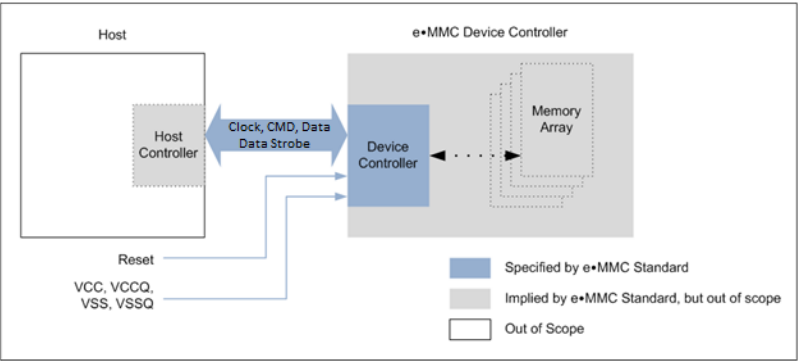 Host
e•MMC Device Controller
Host
Controller
Clock, CMD, Data
Data Strobe
Device
Controller
Memory
Array
Reset
VCC, VCCQ,
VSS, VSSQ
Specified by e•MMC Standard
Implied by e•MMC Standard, but out of scope
Out of Scope